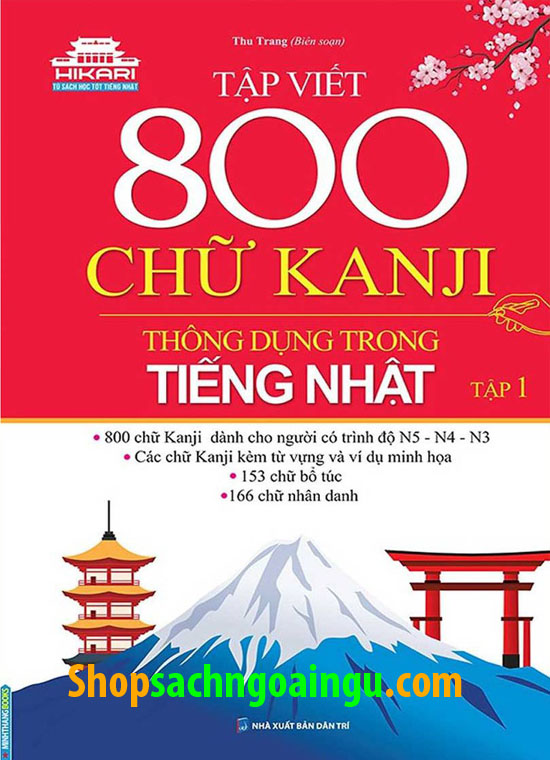 Thu Trang (Biên soạn)
HIKARI
TỦ SÁCH HỌC TỐT TIẾNG NHẬT
TẬP VIẾT
800
CHỮ KANJI
THÔNG DỤNG TRONG
TIẾNG NHẬT
TẬP 1
• 800 chữ Kanji dành cho người có trình độ N5 - N4 - N3
• Các chữ Kanji kèm từ vựng và ví dụ minh họa
• 153 chữ bổ túc
• 166 chữ nhân danh
Shopsachngoaingu.com
MINHTHANGBOOKS
NHÀ XUẤT BẢN DÂN TRÍ